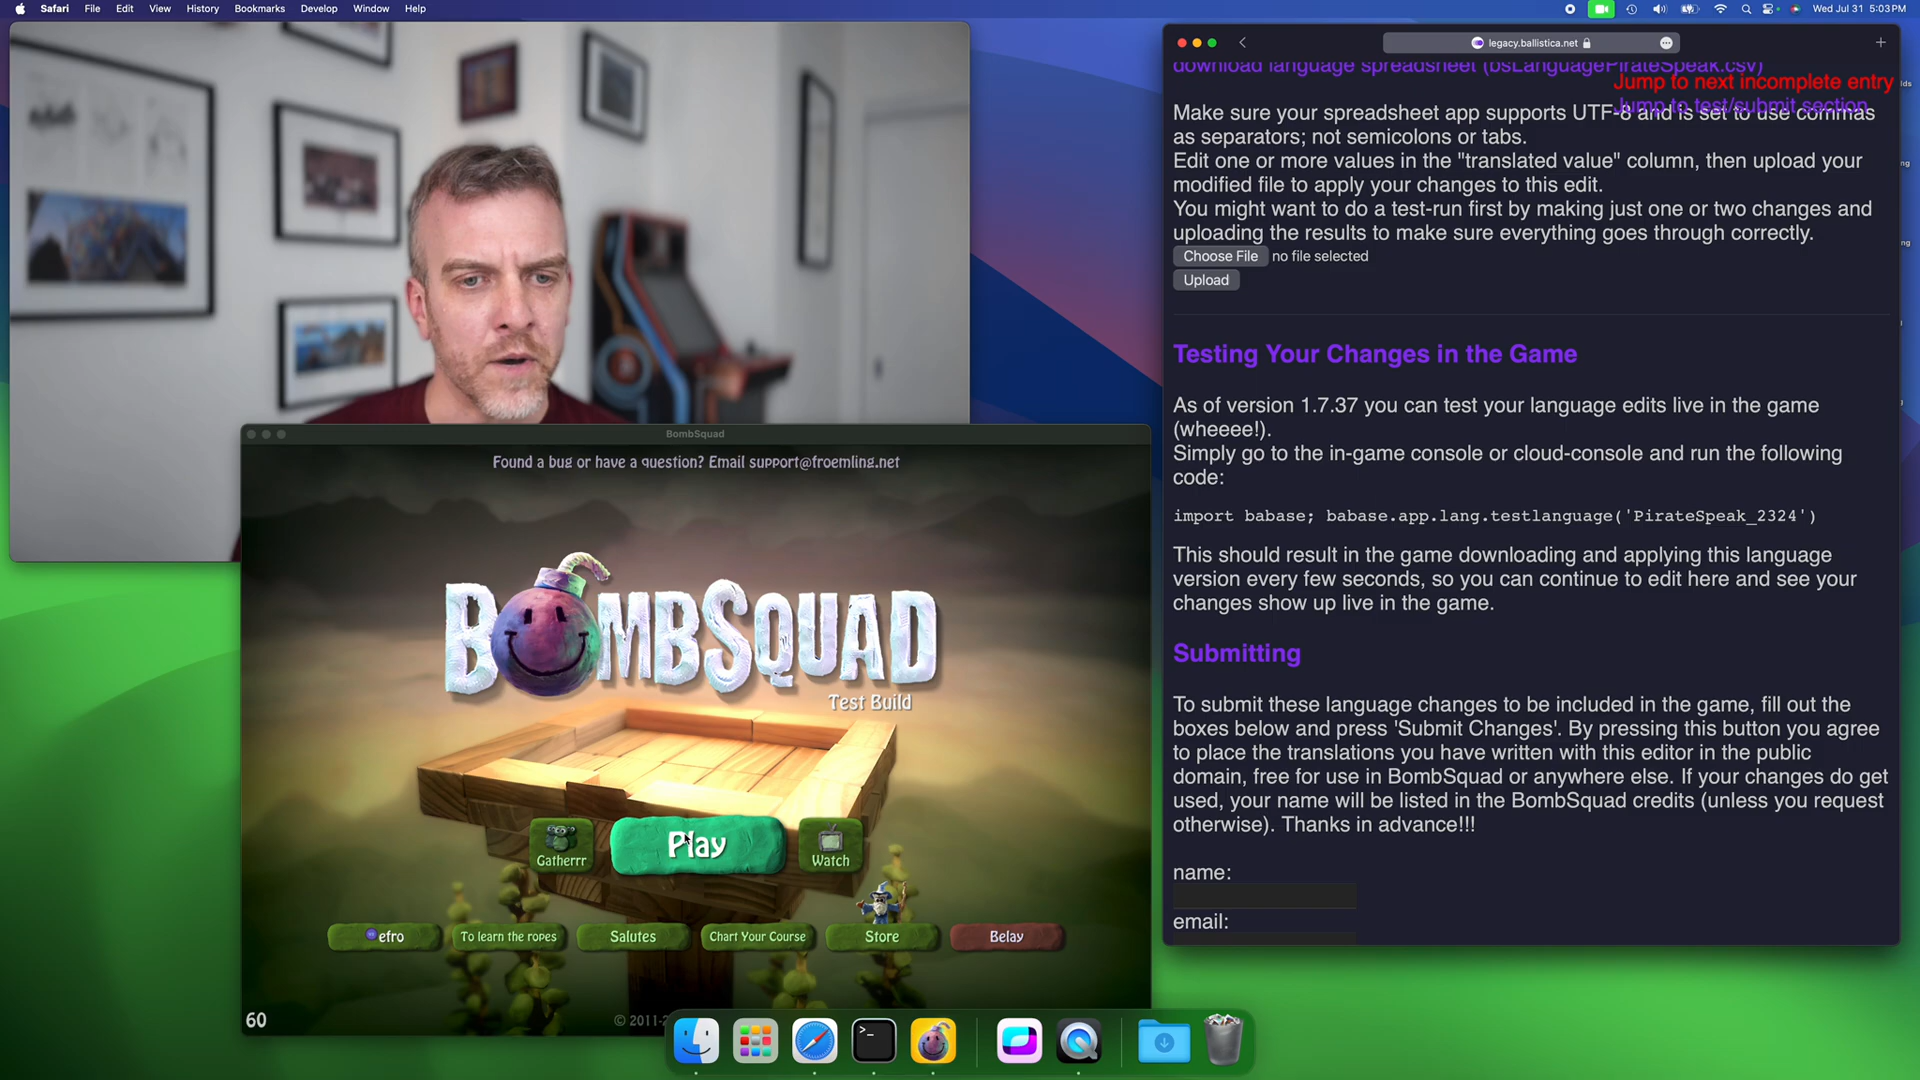 Safari File Edit View History Bookmarks Develop Window Help
Wed Jul 31 5:03PM
legacy.ballistica.net
download language spreadsheet (bsLanguagePirateSpeak.csv)
Jump to next incomplete entry
Jump to test/submit section
Make sure your spreadsheet app supports UTF-8 and is set to use commas
as separators; not semicolons or tabs.
Edit one or more values in the "translated value" column, then upload your
modified file to apply your changes to this edit.
You might want to do a test-run first by making just one or two changes and
uploading the results to make sure everything goes through correctly.
Choose File no file selected
Upload
Testing Your Changes in the Game
As of version 1.7.37 you can test your language edits live in the game
(wheeee!).
Simply go to the in-game console or cloud-console and run the following
code:
import babase; babase.app.lang.testlanguage('PirateSpeak_2324')
This should result in the game downloading and applying this language
version every few seconds, so you can continue to edit here and see your
changes show up live in the game.
Submitting
To submit these language changes to be included in the game, fill out the
boxes below and press 'Submit Changes'. By pressing this button you agree
to place the translations you have written with this editor in the public
domain, free for use in BombSquad or anywhere else. If your changes do get
used, your name will be listed in the BombSquad credits (unless you request
otherwise). Thanks in advance!!!
name:
email:
BombSquad
Found a bug or have a question? Email support@froemling.net
BOMBSQUAD
Test Build
Gatherrr
Play
Watch
efro
To learn the ropes
Salutes
Chart Your Course
Store
Belay
60
© 2011-2